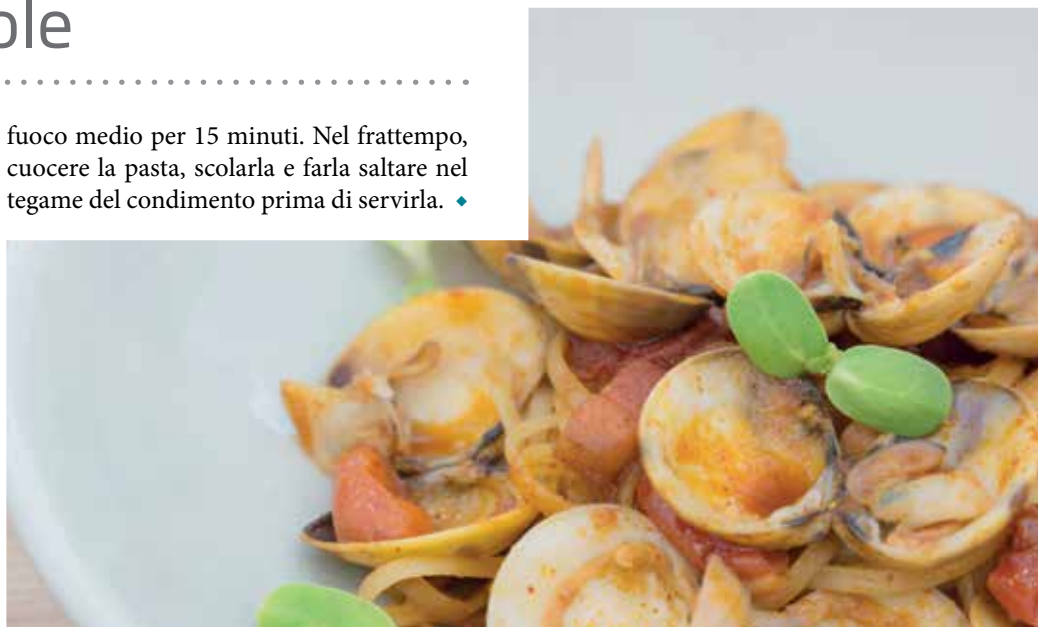 ole
fuoco medio per 15 minuti. Nel frattempo,
cuocere la pasta, scolarla e farla saltare nel
tegame del condimento prima di servirla.